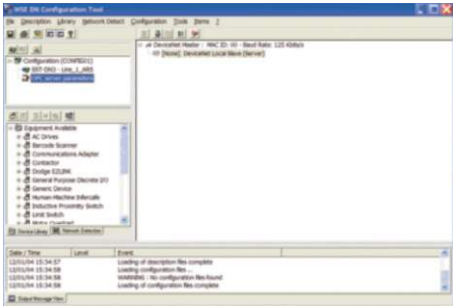 WSE DN Configuration Tool
File Description Library Network Detect Configuration Tools Items ?
DeviceNet Master : MAC ID: 00 - Baud Rate: 125 Kbits/s
[None] DeviceNet Local Slave (Server)
Configuration (CONFIG01)
OPC server parameters
Equipment Available
AC Drives
Barcode Scanner
Communications Adapter
Contactor
Dodge EZLINK
General Purpose Discrete I/O
Generic Device
Human-Machine Interface
Inductive Proximity Switch
Limit Switch
Motor Overload
Device Library Network Detection
Date / Time Level Event
12/01/04 15:34:57 Loading of description files complete
12/01/04 15:34:58 Loading configuration files ...
12/01/04 15:34:58 WARNING : No configuration files found
12/01/04 15:34:58 Loading of configuration files complete
Output Message View